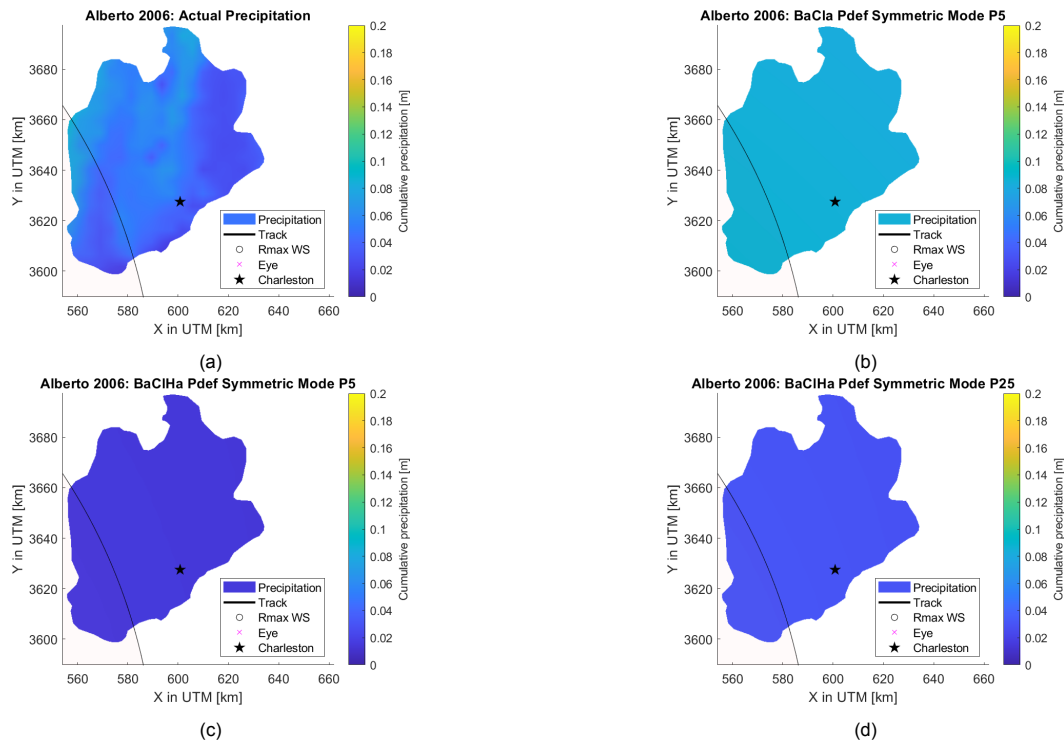 Alberto 2006: Actual Precipitation
3680
3660
3640
3620
3600
Y in UTM [km]
560 580 600 620 640 660
X in UTM [km]
Precipitation
Track
Rmax WS
Eye
Charleston
0.2
0.18
0.16
0.14
0.12
0.1
0.08
0.06
0.04
0.02
0
Cumulative precipitation [m]
(a)
Alberto 2006: BaCla Pdef Symmetric Mode P5
3680
3660
3640
3620
3600
Y in UTM [km]
560 580 600 620 640 660
X in UTM [km]
Precipitation
Track
Rmax WS
Eye
Charleston
0.2
0.18
0.16
0.14
0.12
0.1
0.08
0.06
0.04
0.02
0
Cumulative precipitation [m]
(b)
Alberto 2006: BaClHa Pdef Symmetric Mode P5
3680
3660
3640
3620
3600
Y in UTM [km]
560 580 600 620 640 660
X in UTM [km]
Precipitation
Track
Rmax WS
Eye
Charleston
0.2
0.18
0.16
0.14
0.12
0.1
0.08
0.06
0.04
0.02
0
Cumulative precipitation [m]
(c)
Alberto 2006: BaClHa Pdef Symmetric Mode P25
3680
3660
3640
3620
3600
Y in UTM [km]
560 580 600 620 640 660
X in UTM [km]
Precipitation
Track
Rmax WS
Eye
Charleston
0.2
0.18
0.16
0.14
0.12
0.1
0.08
0.06
0.04
0.02
0
Cumulative precipitation [m]
(d)